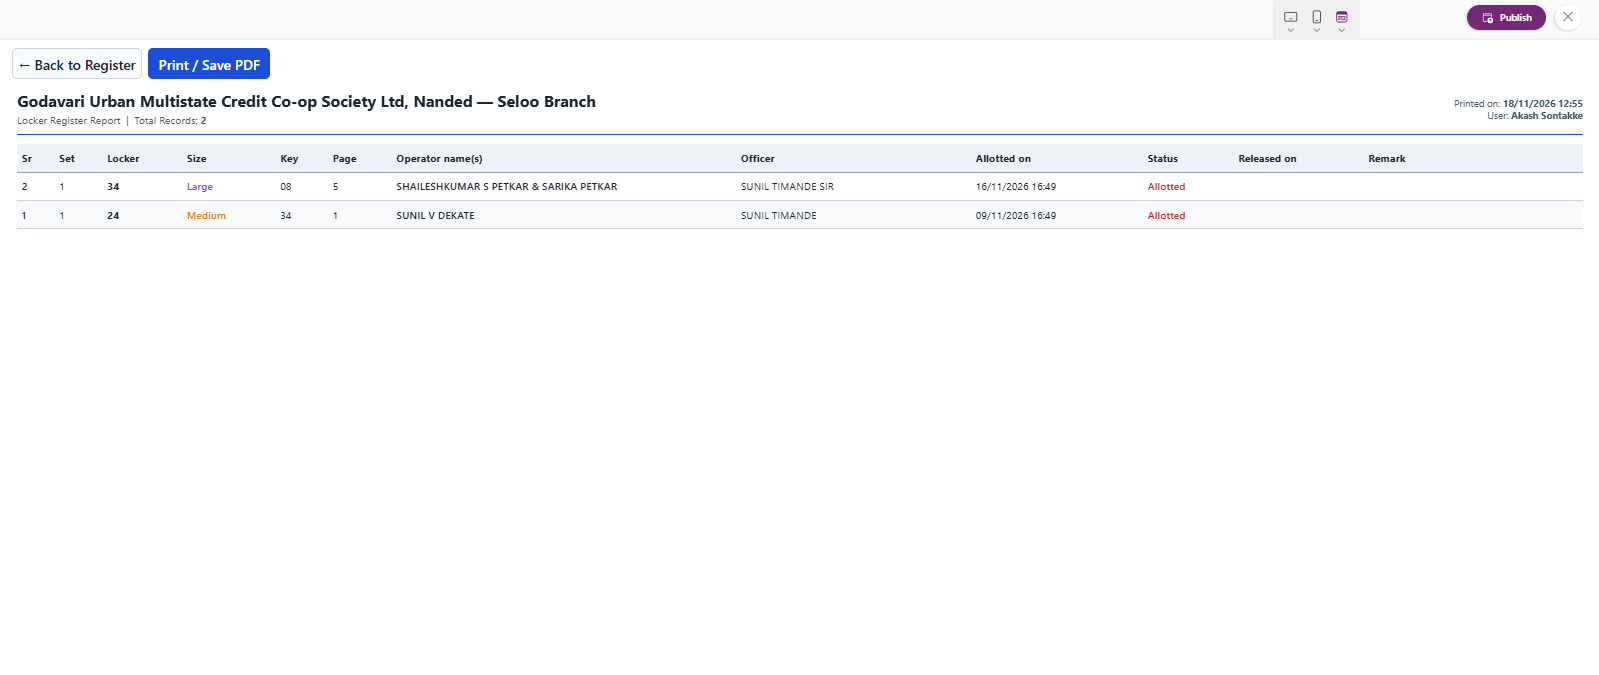 Publish
← Back to Register Print / Save PDF
Godavari Urban Multistate Credit Co-op Society Ltd, Nanded — Seloo Branch
Locker Register Report | Total Records: 2
Printed on: 18/11/2026 12:55
User: Akash Sontakke
Sr Set Locker Size Key Page Operator name(s) Officer Allotted on Status Released on Remark
2 1 34 Large 08 5 SHAILESHKUMAR S PETKAR & SARIKA PETKAR SUNIL TIMANDE SIR 16/11/2026 16:49 Allotted
1 1 24 Medium 34 1 SUNIL V DEKATE SUNIL TIMANDE 09/11/2026 16:49 Allotted